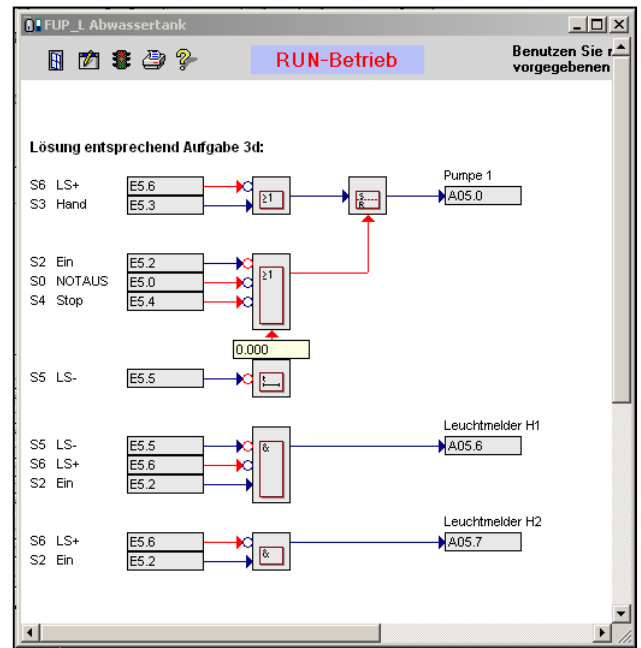 FUP_L Abwassertank
RUN-Betrieb
Benutzen Sie
vorgegebenen
Lösung entsprechend Aufgabe 3d:
S6 LS+ E5.6
S3 Hand E5.3
≥1
S
R
Pumpe 1
A05.0
S2 Ein E5.2
S0 NOTAUS E5.0
S4 Stop E5.4
≥1
0.000
S5 LS- E5.5
t
S5 LS- E5.5
S6 LS+ E5.6
S2 Ein E5.2
&
Leuchtmelder H1
A05.6
S6 LS+ E5.6
S2 Ein E5.2
&
Leuchtmelder H2
A05.7